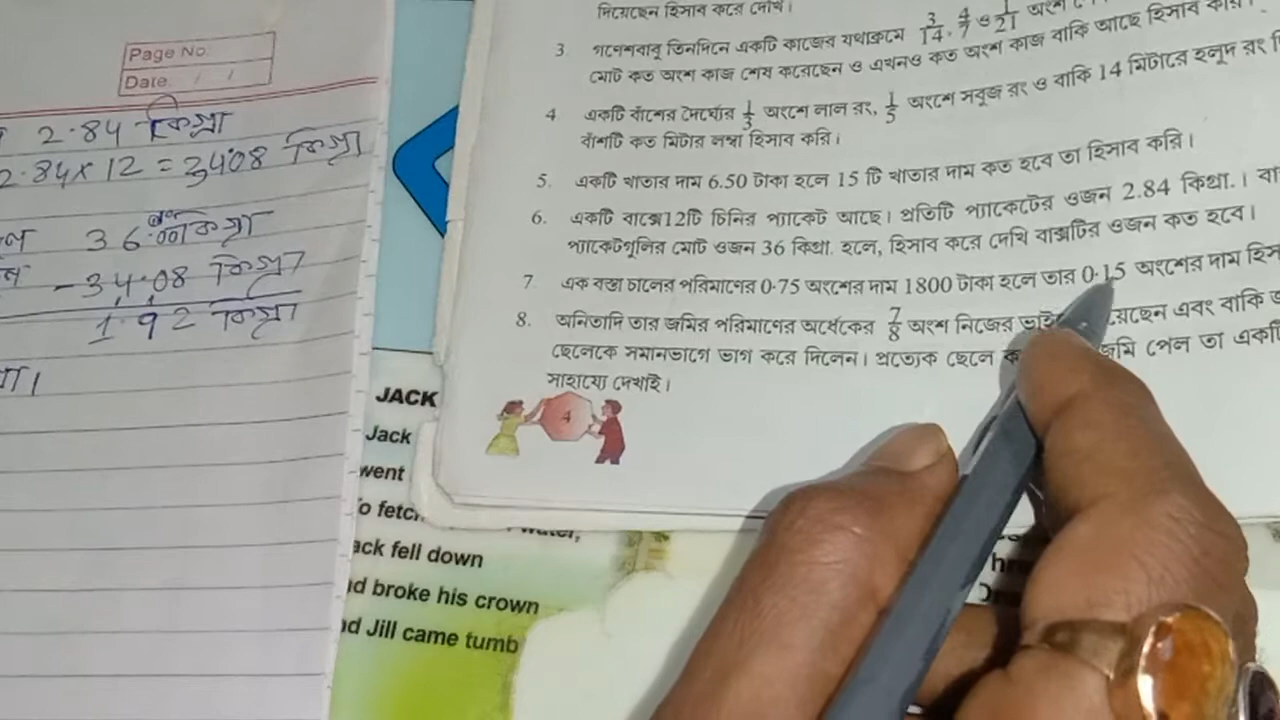 Page No
Date / /
2.84 কিগ্রা
2.84 × 12 = 34.08 কিগ্রা
36.00 কিগ্রা
- 34.08 কিগ্রা
1.92 কিগ্রা
দিয়েছেন হিসাব করে দেখি।
3. গণেশবাবু তিনদিনে একটি কাজের যথাক্রমে 3/14, 4/7 ও 1/21 অংশ
মোট কত অংশ কাজ শেষ করেছেন ও এখনও কত অংশ কাজ বাকি আছে হিসাব করি।
4 একটি বাঁশের দৈর্ঘ্যের 1/3 অংশে লাল রং, 1/5 অংশে সবুজ রং ও বাকি 14 মিটারে হলুদ রং
বাঁশটি কত মিটার লম্বা হিসাব করি।
5. একটি খাতার দাম 6.50 টাকা হলে 15 টি খাতার দাম কত হবে তা হিসাব করি।
6. একটি বাক্সে12টি চিনির প্যাকেট আছে। প্রতিটি প্যাকেটের ওজন 2.84 কিগ্রা.।
প্যাকেটগুলির মোট ওজন 36 কিগ্রা. হলে, হিসাব করে দেখি বাক্সটির ওজন কত হবে।
7. এক বস্তা চালের পরিমাণের 0.75 অংশের দাম 1800 টাকা হলে তার 0.15 অংশের দাম
8. অনিতাদি তার জমির পরিমাণের অর্ধেকের 7/8 অংশ নিজের এবং বাকি
ছেলেকে সমানভাগে ভাগ করে দিলেন। প্রত্যেক ছেলে জমি পেল তা
সাহায্যে দেখাই।
4
JACK
Jack
went
ack fell down
broke his crown
Jill came tumb